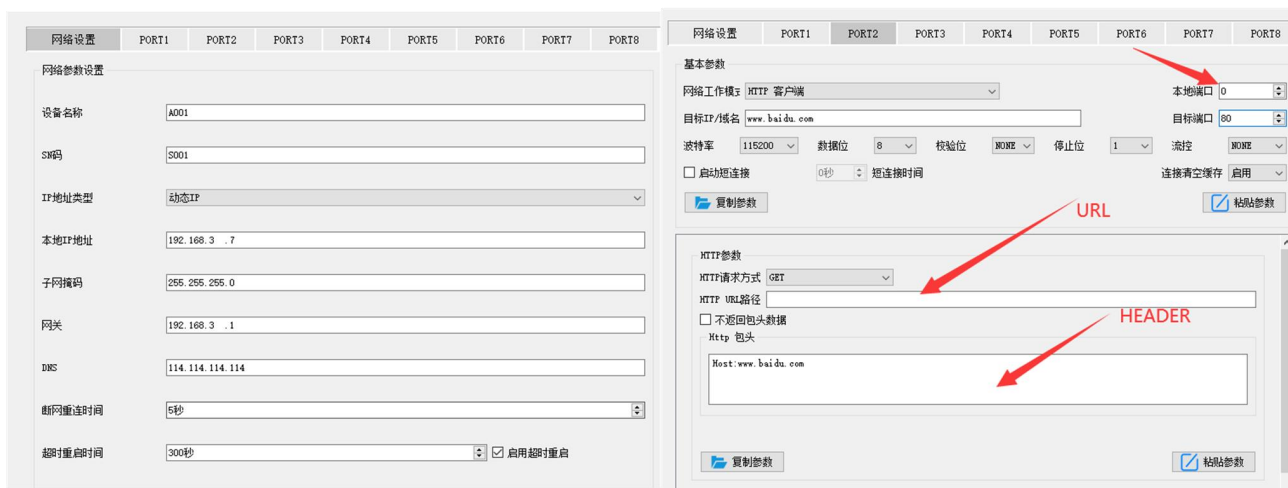 网络设置 PORT1 PORT2 PORT3 PORT4 PORT5 PORT6 PORT7 PORT8
网络参数设置
设备名称 A001
SN码 S001
IP地址类型 动态IP
本地IP地址 192.168.3 .7
子网掩码 255.255.255.0
网关 192.168.3 .1
DNS 114.114.114.114
断网重连时间 5秒
超时重启时间 300秒 启用超时重启
网络设置 PORT1 PORT2 PORT3 PORT4 PORT5 PORT6 PORT7 PORT8
基本参数
网络工作模式 HTTP 客户端 本地端口 0
目标IP/域名 www.baidu.com 目标端口 80
波特率 115200 数据位 8 校验位 NONE 停止位 1 流控 NONE
启动短连接 0秒 短连接时间 连接清空缓存 启用
复制参数 粘贴参数
URL
HTTP参数
HTTP请求方式 GET
HTTP URL路径
不返回包头数据
HEADER
Http 包头
Host:www.baidu.com
复制参数 粘贴参数